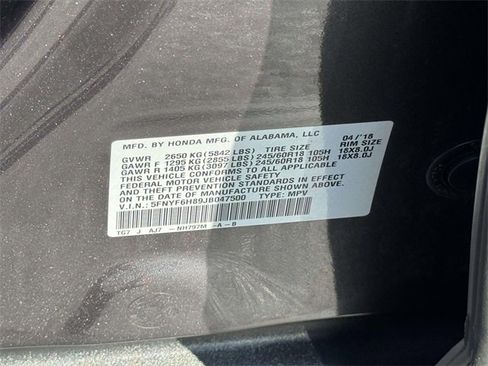 MFD. BY HONDA MFG. OF ALABAMA, LLC 04/'18
GVWR 2650 KG (5842 LBS) TIRE SIZE RIM SIZE
GAWR F 1295 KG (2855 LBS) 245/60R18 105H 18X8.0J
GAWR R 1405 KG (3097 LBS) 245/60R18 105H 18X8.0J
THIS VEHICLE CONFORMS TO ALL APPLICABLE
FEDERAL MOTOR VEHICLE SAFETY
AND THEFT PREVENTION STANDARDS IN EFFECT
ON THE DATE OF MANUFACTURE SHOWN ABOVE.
V.I.N.: 5FNYF6H89JB047500 TYPE: MPV
TG7 J AJ7 -NH797M -A-B